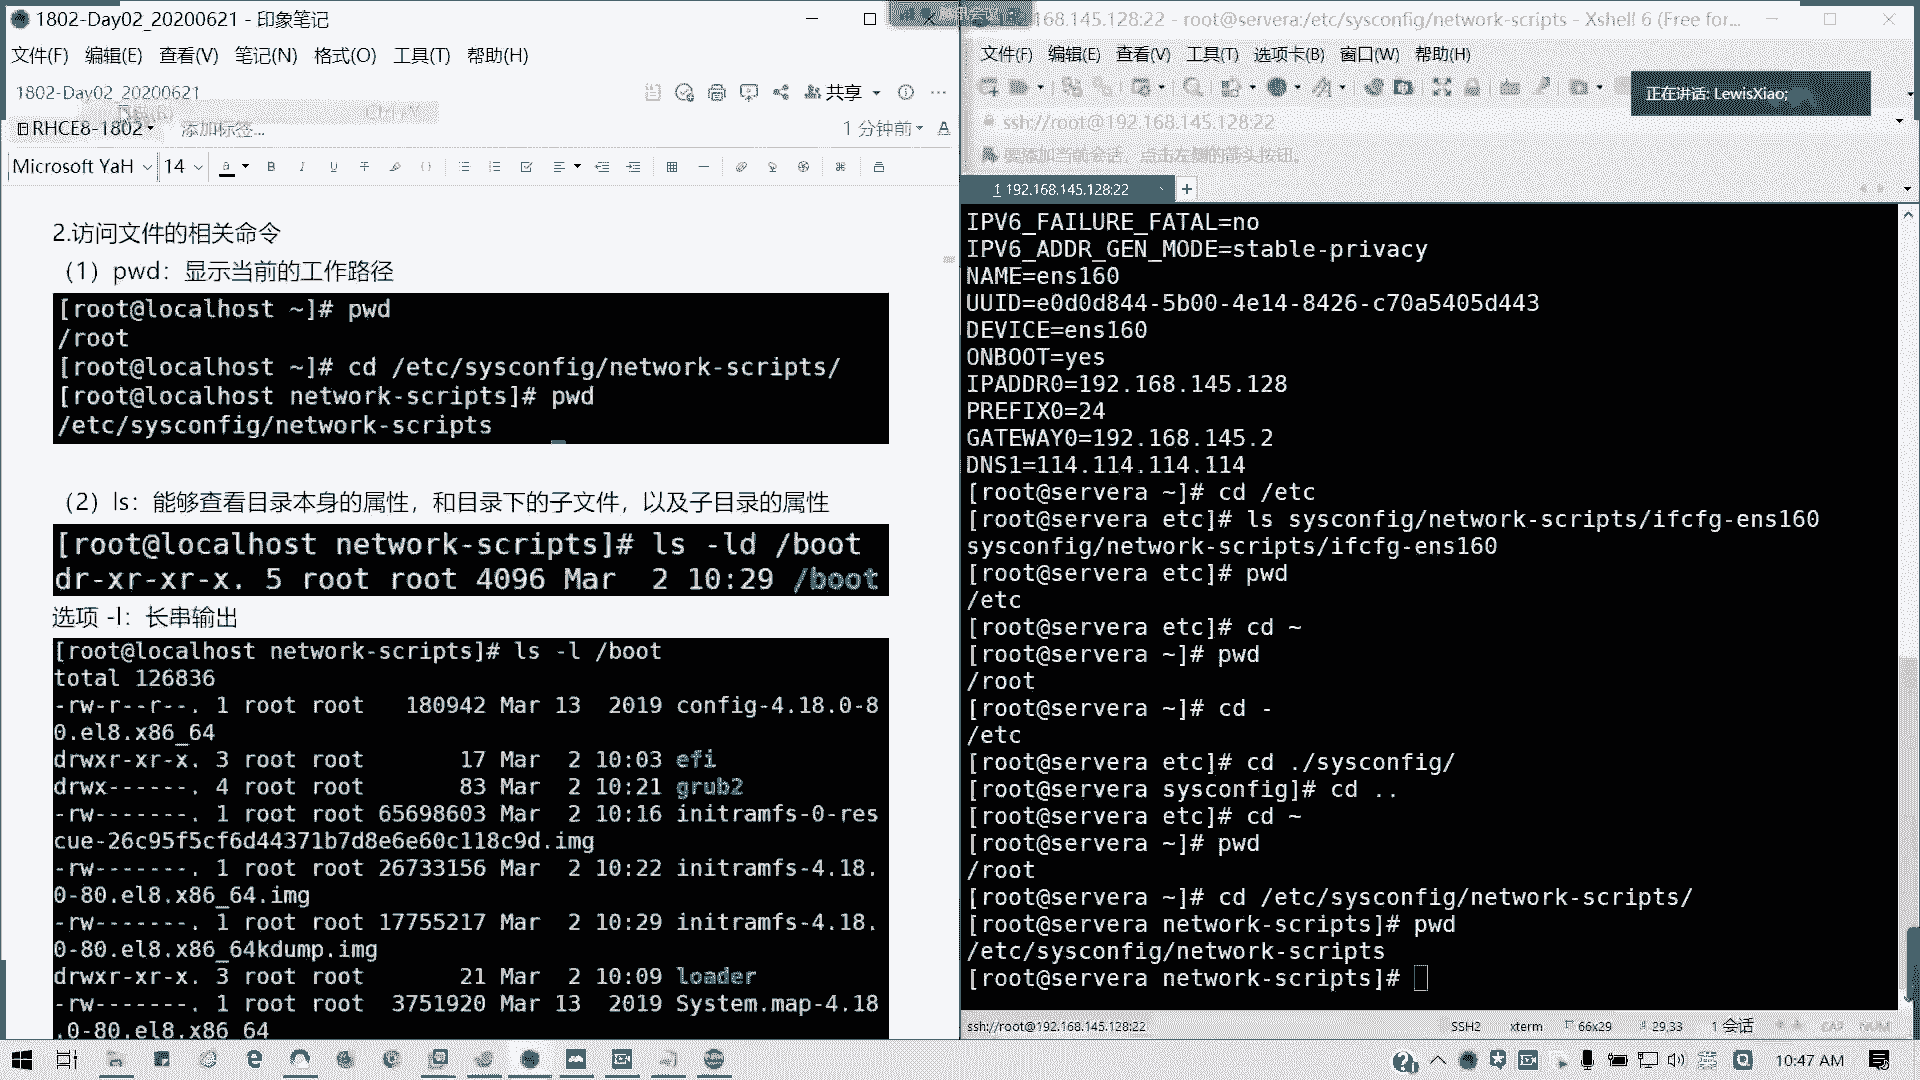 1802-Day02_20200621 - 印象笔记
文件(F) 编辑(E) 查看(V) 笔记(N) 格式(O) 工具(T) 帮助(H)
1802-Day02_20200621
共享
RHCE8-1802
添加标签...
1 分钟前
Microsoft YaH 14
2.访问文件的相关命令
（1）pwd：显示当前的工作路径
[root@localhost ~]# pwd
/root
[root@localhost ~]# cd /etc/sysconfig/network-scripts/
[root@localhost network-scripts]# pwd
/etc/sysconfig/network-scripts
（2）ls：能够查看目录本身的属性，和目录下的子文件，以及子目录的属性
[root@localhost network-scripts]# ls -ld /boot
dr-xr-xr-x. 5 root root 4096 Mar  2 10:29 /boot
选项 -l：长串输出
[root@localhost network-scripts]# ls -l /boot
total 126836
-rw-r--r--. 1 root root   180942 Mar 13  2019 config-4.18.0-8
0.el8.x86_64
drwxr-xr-x. 3 root root       17 Mar  2 10:03 efi
drwx------. 4 root root       83 Mar  2 10:21 grub2
-rw-------. 1 root root 65698603 Mar  2 10:16 initramfs-0-res
cue-26c95f5cf6d44371b7d8e6e60c118c9d.img
-rw-------. 1 root root 26733156 Mar  2 10:22 initramfs-4.18.
0-80.el8.x86_64.img
-rw-------. 1 root root 17755217 Mar  2 10:29 initramfs-4.18.
0-80.el8.x86_64kdump.img
drwxr-xr-x. 3 root root       21 Mar  2 10:09 loader
-rw-------. 1 root root  3751920 Mar 13  2019 System.map-4.18
.0-80.el8.x86_64
168.145.128:22 - root@servera:/etc/sysconfig/network-scripts - Xshell 6 (Free for...
文件(F) 编辑(E) 查看(V) 工具(T) 选项卡(B) 窗口(W) 帮助(H)
正在讲话: LewisXiao;
ssh://root@192.168.145.128:22
要添加当前会话，点击左侧的箭头按钮。
1 192.168.145.128:22
IPV6_FAILURE_FATAL=no
IPV6_ADDR_GEN_MODE=stable-privacy
NAME=ens160
UUID=e0d0d844-5b00-4e14-8426-c70a5405d443
DEVICE=ens160
ONBOOT=yes
IPADDR0=192.168.145.128
PREFIX0=24
GATEWAY0=192.168.145.2
DNS1=114.114.114.114
[root@servera ~]# cd /etc
[root@servera etc]# ls sysconfig/network-scripts/ifcfg-ens160
sysconfig/network-scripts/ifcfg-ens160
[root@servera etc]# pwd
/etc
[root@servera etc]# cd ~
[root@servera ~]# pwd
/root
[root@servera ~]# cd -
/etc
[root@servera etc]# cd ./sysconfig/
[root@servera sysconfig]# cd ..
[root@servera etc]# cd ~
[root@servera ~]# pwd
/root
[root@servera ~]# cd /etc/sysconfig/network-scripts/
[root@servera network-scripts]# pwd
/etc/sysconfig/network-scripts
[root@servera network-scripts]#
ssh://root@192.168.145.128:22 SSH2 xterm 66x29 29,33 1 会话 CAP NUM
10:47 AM